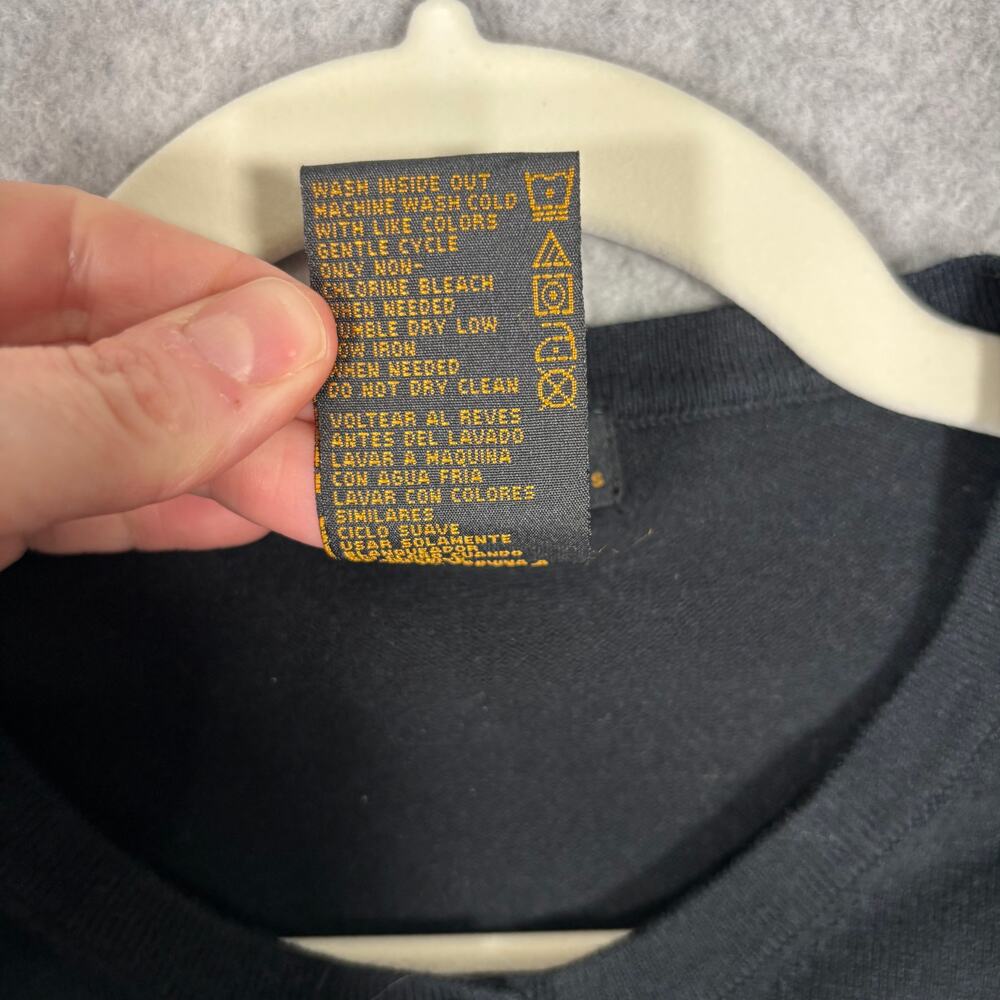 WASH INSIDE OUT
MACHINE WASH COLD
WITH LIKE COLORS
GENTLE CYCLE
ONLY NON-
CHLORINE BLEACH
WHEN NEEDED
TUMBLE DRY LOW
LOW IRON
WHEN NEEDED
DO NOT DRY CLEAN
VOLTEAR AL REVES
ANTES DEL LAVADO
LAVAR A MAQUINA
CON AGUA FRIA
LAVAR CON COLORES
SIMILARES
CICLO SUAVE
USAR SOLAMENTE
BLANQUEADOR
S